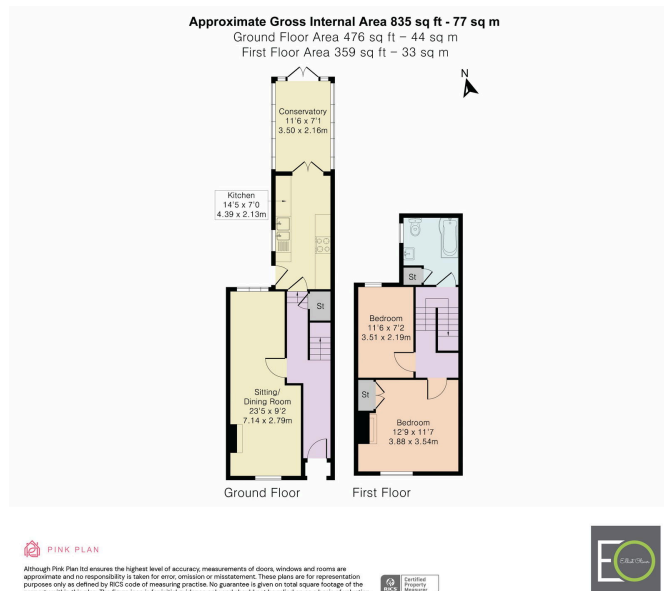 Approximate Gross Internal Area 835 sq ft - 77 sq m
Ground Floor Area 476 sq ft – 44 sq m
First Floor Area 359 sq ft – 33 sq m
N
Conservatory
11'6 x 7'1
3.50 x 2.16m
Kitchen
14'5 x 7'0
4.39 x 2.13m
St
St
Bedroom
11'6 x 7'2
3.51 x 2.19m
Sitting/
Dining Room
23'5 x 9'2
7.14 x 2.79m
St
Bedroom
12'9 x 11'7
3.88 x 3.54m
Ground Floor
First Floor
PINK PLAN
Although Pink Plan ltd ensures the highest level of accuracy, measurements of doors, windows and rooms are
approximate and no responsibility is taken for error, omission or misstatement. These plans are for representation
purposes only as defined by RICS code of measuring practise. No guarantee is given on total square footage of the
RICS
Certified
Property
Measurer
EO